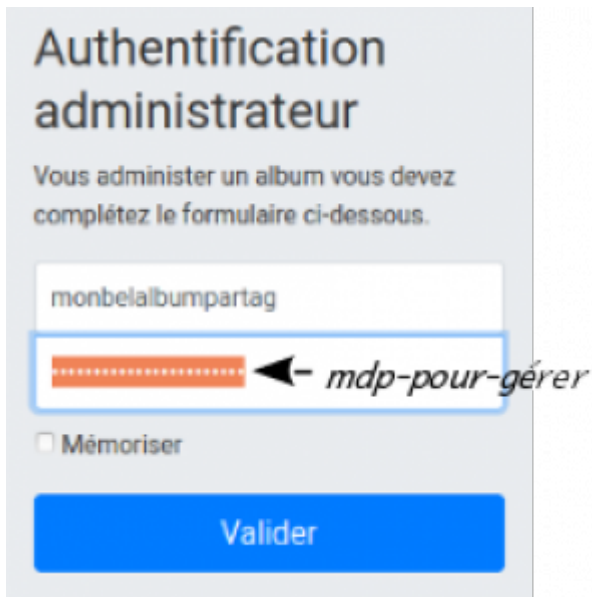 Authentification
administrateur
Vous administer un album vous devez
complétez le formulaire ci-dessous.
monbelalbumpartag
mdp-pour-gérer
Mémoriser
Valider